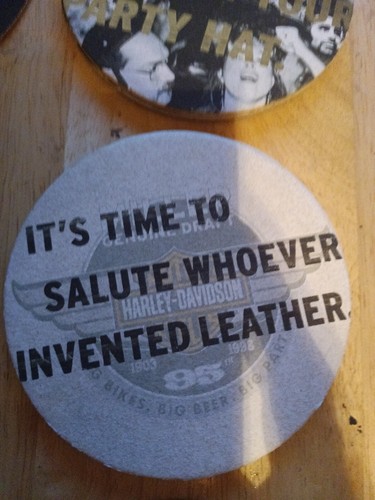 YOUR
PARTY HAT.
IT'S TIME TO
GENUINE DRAFT
SALUTE WHOEVER
HARLEY-DAVIDSON
INVENTED LEATHER.
1903 1998
95
BIKES, BIG BEER, BIG PARTY